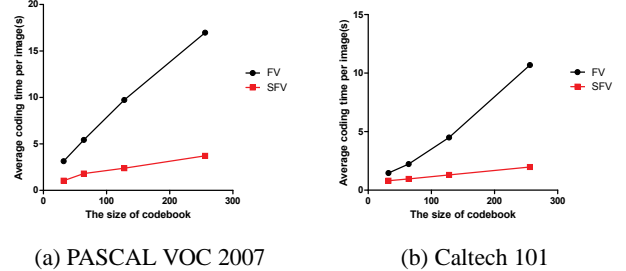 Average coding time per image(s)
20
15
10
5
0
0
100
200
300
The size of codebook
FV
SFV
(a) PASCAL VOC 2007
Average coding time per image(s)
15
10
5
0
0
100
200
300
The size of codebook
FV
SFV
(b) Caltech 101